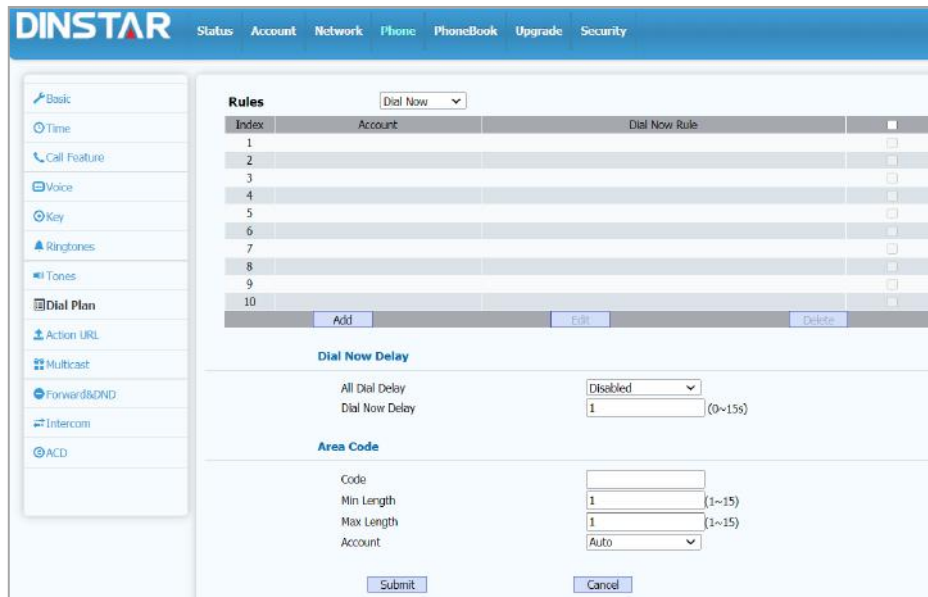 DINSTAR
Status Account Network Phone PhoneBook Upgrade Security
Basic
Time
Call Feature
Voice
Key
Ringtones
Tones
Dial Plan
Action URL
Multicast
Forward&DND
Intercom
ACD
Rules Dial Now
Index Account Dial Now Rule
1
2
3
4
5
6
7
8
9
10
Add Edit Delete
Dial Now Delay
All Dial Delay Disabled
Dial Now Delay 1 (0~15s)
Area Code
Code
Min Length 1 (1~15)
Max Length 1 (1~15)
Account Auto
Submit Cancel